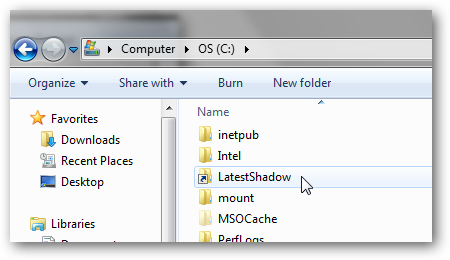 Computer OS (C:)
Organize Share with Burn New folder
Favorites
Downloads
Recent Places
Desktop
Libraries
Name
inetpub
Intel
LatestShadow
mount
MSOCache
PerfLogs